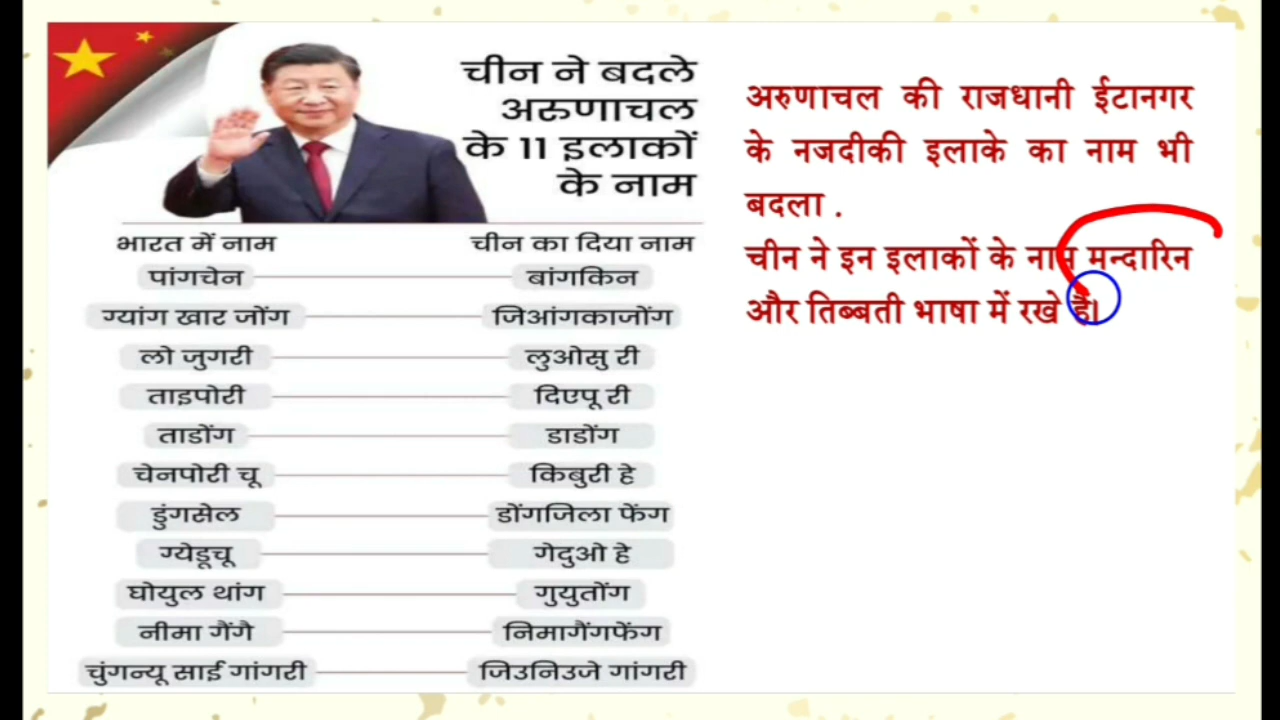 चीन ने बदले
अरुणाचल
के 11 इलाकों
के नाम
भारत में नाम चीन का दिया नाम
पांगचेन बांगकिन
ग्यांग खार जोंग जिआंगकाजोंग
लो जुगरी लुओसु री
ताइपोरी दिएपू री
ताडोंग डाडोंग
चेनपोरी चू किबुरी हे
डुंगसेल डोंगजिला फेंग
ग्येडूचू गेदुओ हे
घोयुल थांग गुयुतोंग
नीमा गैंगै निमागैंगफेंग
चुंगन्यू साई गांगरी जिउनिउजे गांगरी
अरुणाचल की राजधानी ईटानगर
के नजदीकी इलाके का नाम भी
बदला .
चीन ने इन इलाकों के नाम मन्दारिन
और तिब्बती भाषा में रखे हैं।